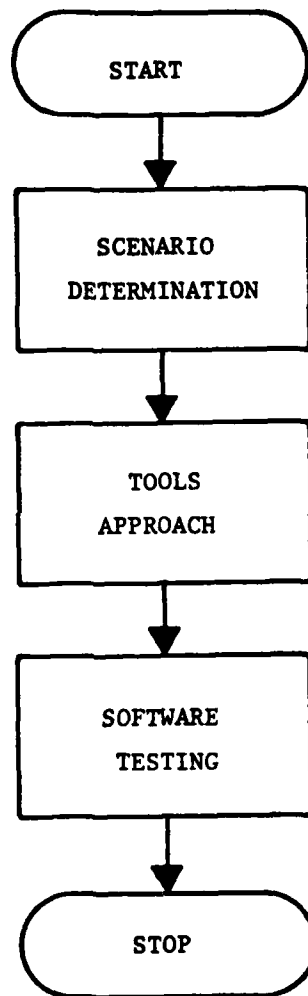 START
SCENARIO
DETERMINATION
TOOLS
APPROACH
SOFTWARE
TESTING
STOP